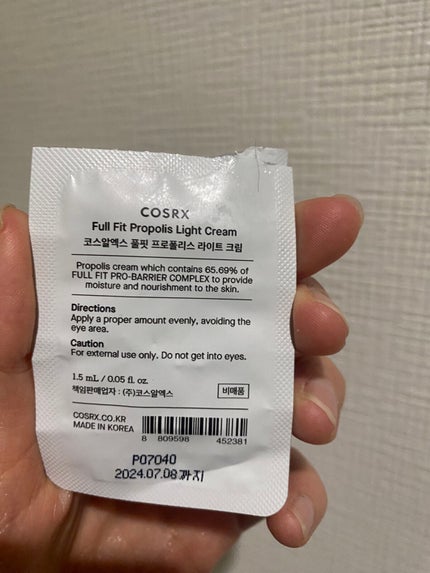 COSRX
Full Fit Propolis Light Cream
코스알엑스 풀핏 프로폴리스 라이트 크림
Propolis cream which contains 65.69% of
FULL FIT PRO-BARRIER COMPLEX to provide
moisture and nourishment to the skin.
Directions
Apply a proper amount evenly, avoiding the
eye area.
Caution
For external use only. Do not get into eyes.
1.5 mL / 0.05 fl. oz.
책임판매업자 : (주)코스알엑스
비매품
COSRX.CO.KR
MADE IN KOREA
8 809598 452381
P07040
2024.07.08까지